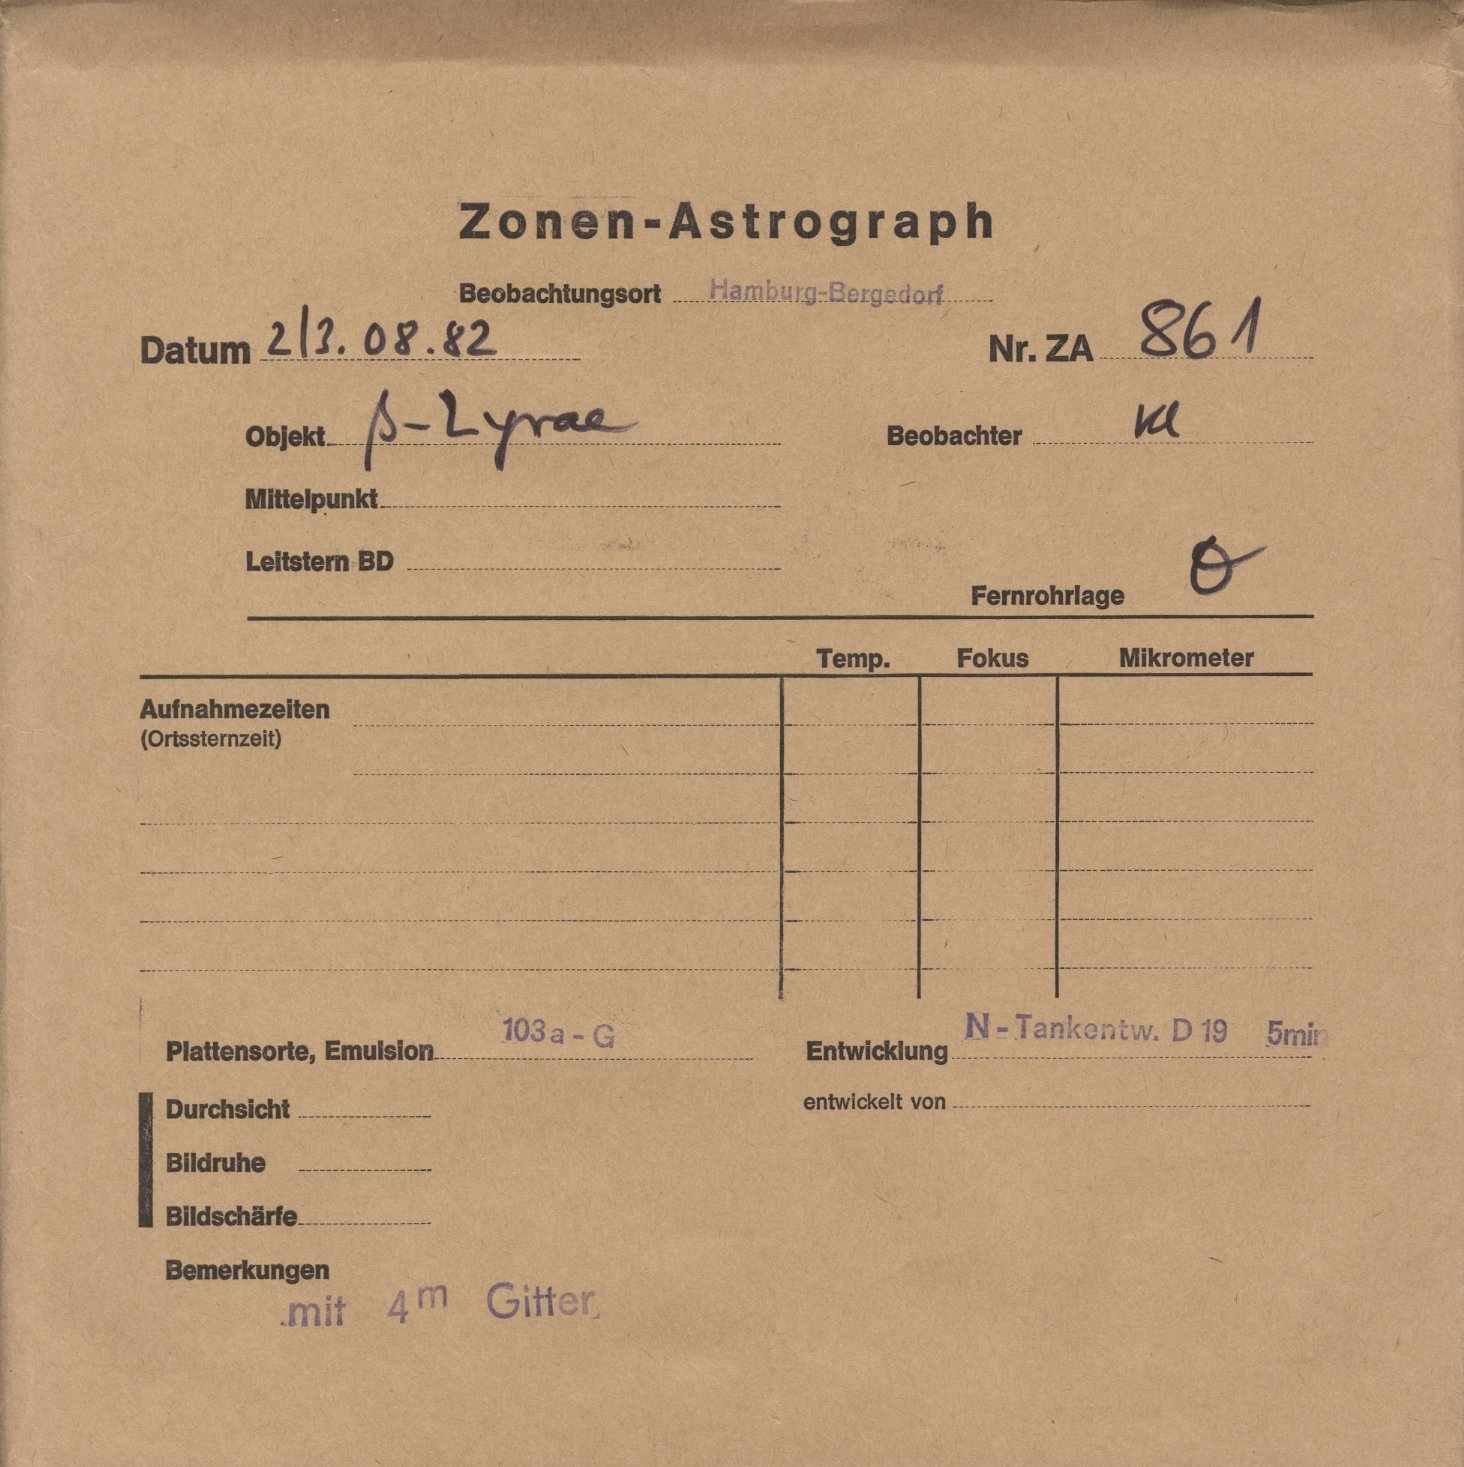 Zonen-Astrograph
Beobachtungsort Hamburg-Bergedorf
Datum 2/3. 08.82 Nr. ZA 861
Objekt β-Lyrae Beobachter Kl
Mittelpunkt
Leitstern BD
Fernrohrlage O
Temp. Fokus Mikrometer
Aufnahmezeiten
(Ortssternzeit)
Plattensorte, Emulsion 103a-G Entwicklung N-Tankentw. D 19 5min
entwickelt von
Durchsicht
Bildruhe
Bildschärfe
Bemerkungen
mit 4m Gitter